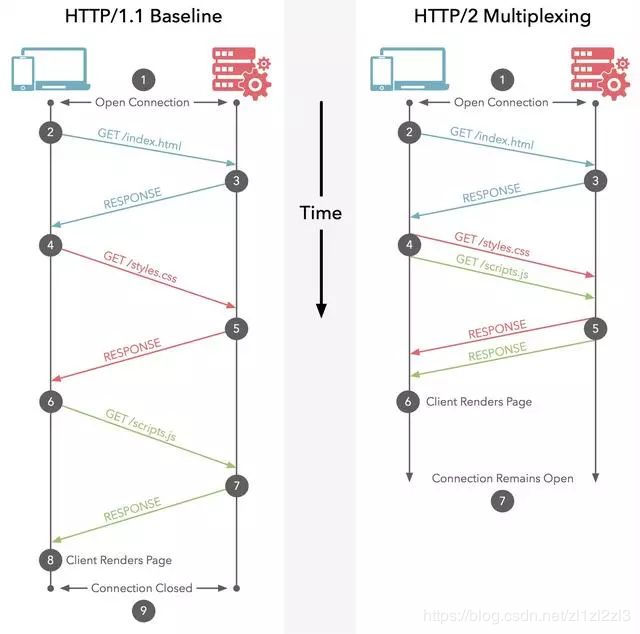 HTTP/1.1 Baseline
1
Open Connection
2
GET /index.html
3
RESPONSE
4
GET /styles.css
5
RESPONSE
6
GET /scripts.js
7
RESPONSE
8 Client Renders Page
Connection Closed
9
Time
HTTP/2 Multiplexing
1
Open Connection
2
GET /index.html
3
RESPONSE
4
GET /styles.css
GET /scripts.js
5
RESPONSE
RESPONSE
6 Client Renders Page
Connection Remains Open
7
https://blog.csdn.net/zl1zl2zl3